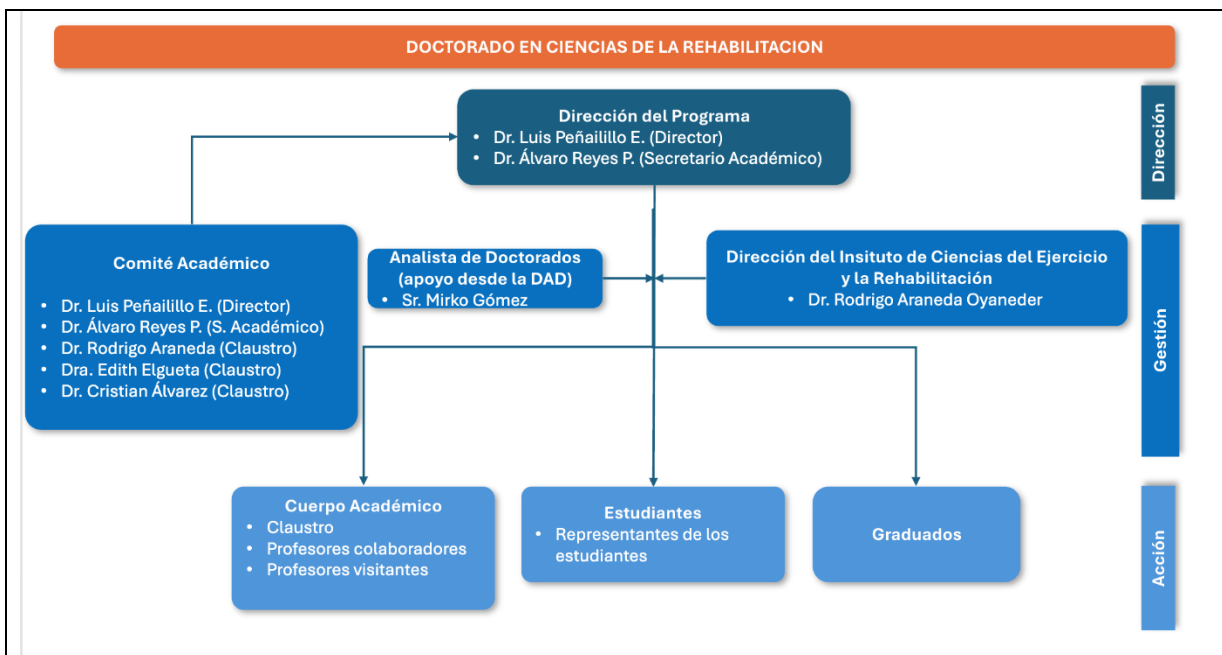 DOCTORADO EN CIENCIAS DE LA REHABILITACION
Dirección del Programa
• Dr. Luis Peñailillo E. (Director)
• Dr. Álvaro Reyes P. (Secretario Académico)
Dirección
Comité Académico
• Dr. Luis Peñailillo E. (Director)
• Dr. Álvaro Reyes P. (S. Académico)
• Dr. Rodrigo Araneda (Claustro)
• Dra. Edith Elgueta (Claustro)
• Dr. Cristian Álvarez (Claustro)
Analista de Doctorados
(apoyo desde la DAD)
• Sr. Mirko Gómez
Dirección del Insituto de Ciencias del Ejercicio
y la Rehabilitación
• Dr. Rodrigo Araneda Oyaneder
Gestión
Cuerpo Académico
• Claustro
• Profesores colaboradores
• Profesores visitantes
Estudiantes
• Representantes de los
estudiantes
Graduados
Acción